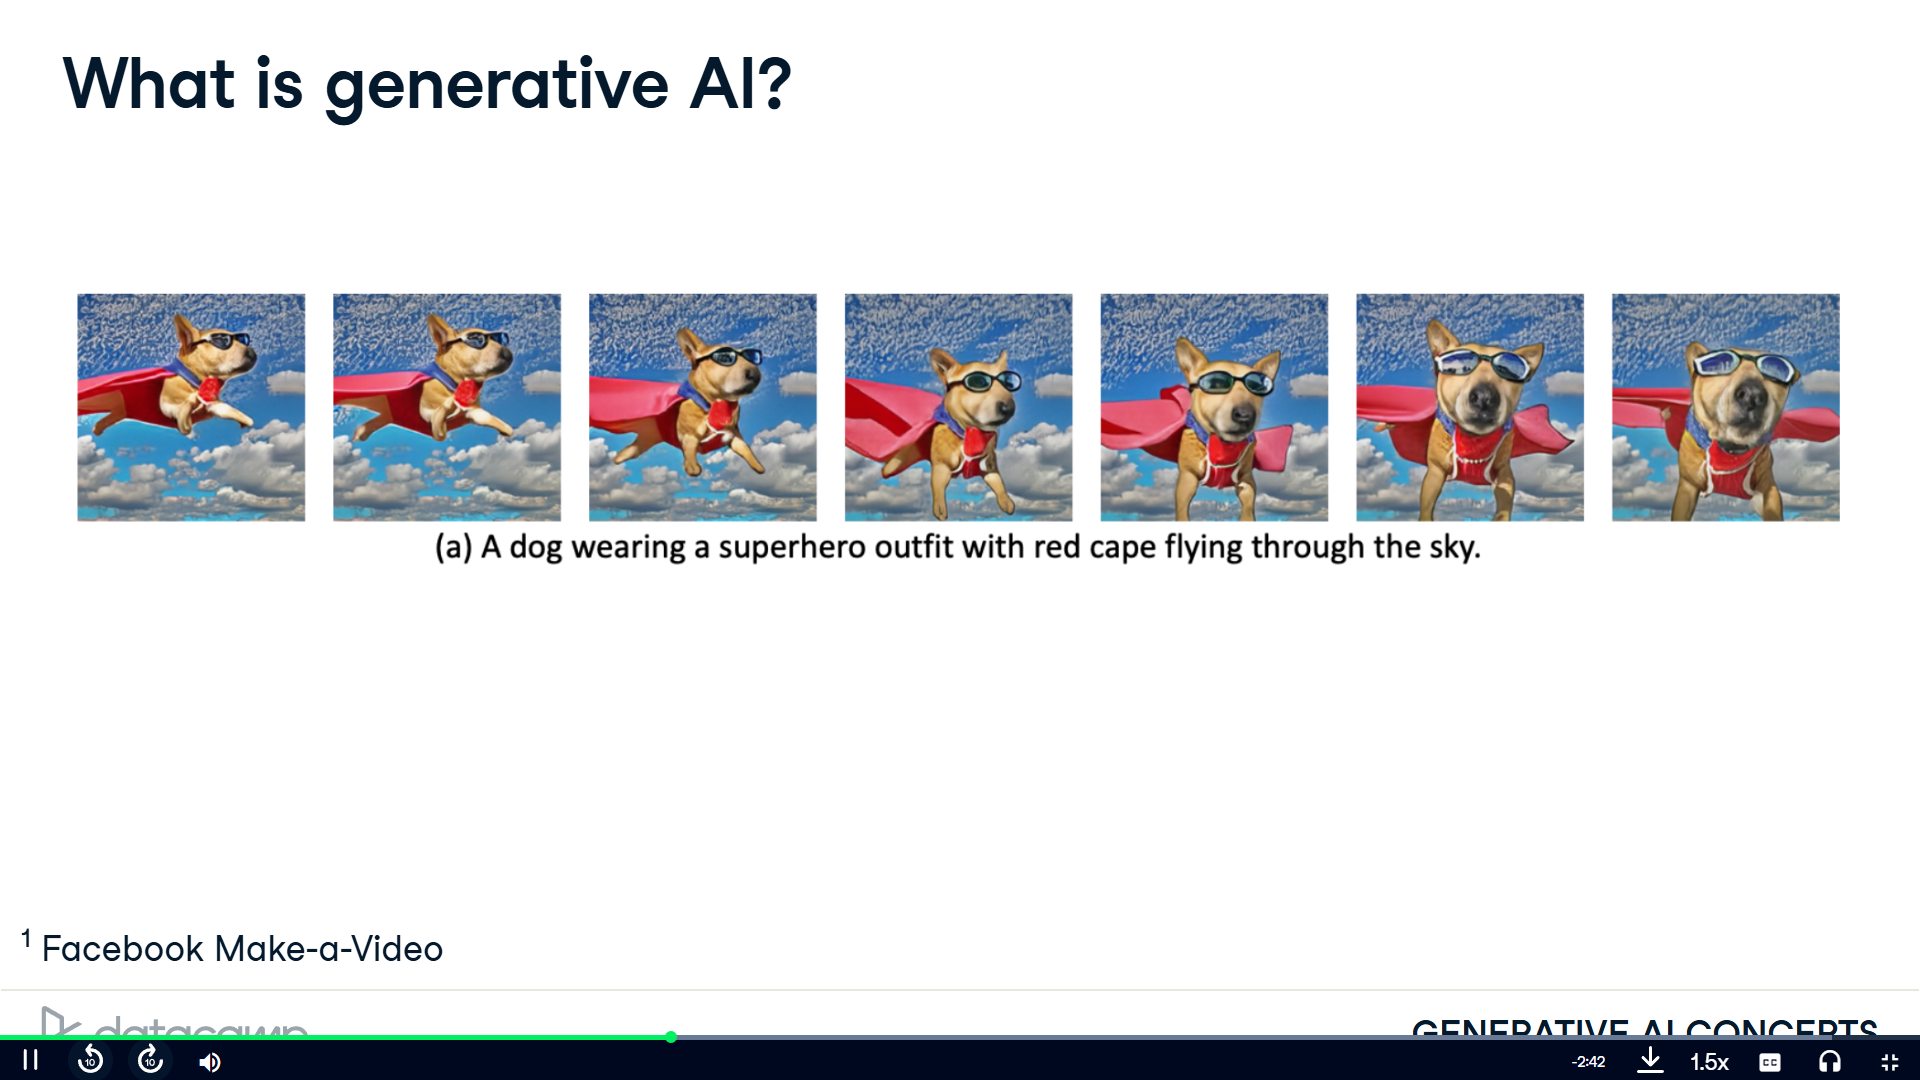 What is generative AI?
(a) A dog wearing a superhero outfit with red cape flying through the sky.
1 Facebook Make-a-Video
datacamp
GENERATIVE AI CONCEPTS
10
10
-2:42
1.5x
CC